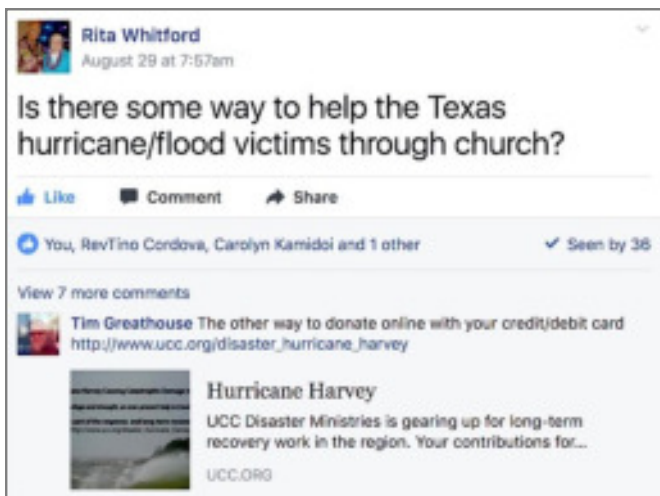 Rita Whitford
August 29 at 7:57am
Is there some way to help the Texas
hurricane/flood victims through church?
Like Comment Share
You, RevTino Cordova, Carolyn Kamidoi and 1 other Seen by 36
View 7 more comments
Tim Greathouse The other way to donate online with your credit/debit card
http://www.ucc.org/disaster_hurricane_harvey
Hurricane Harvey
UCC Disaster Ministries is gearing up for long-term
recovery work in the region. Your contributions for...
UCC.ORG